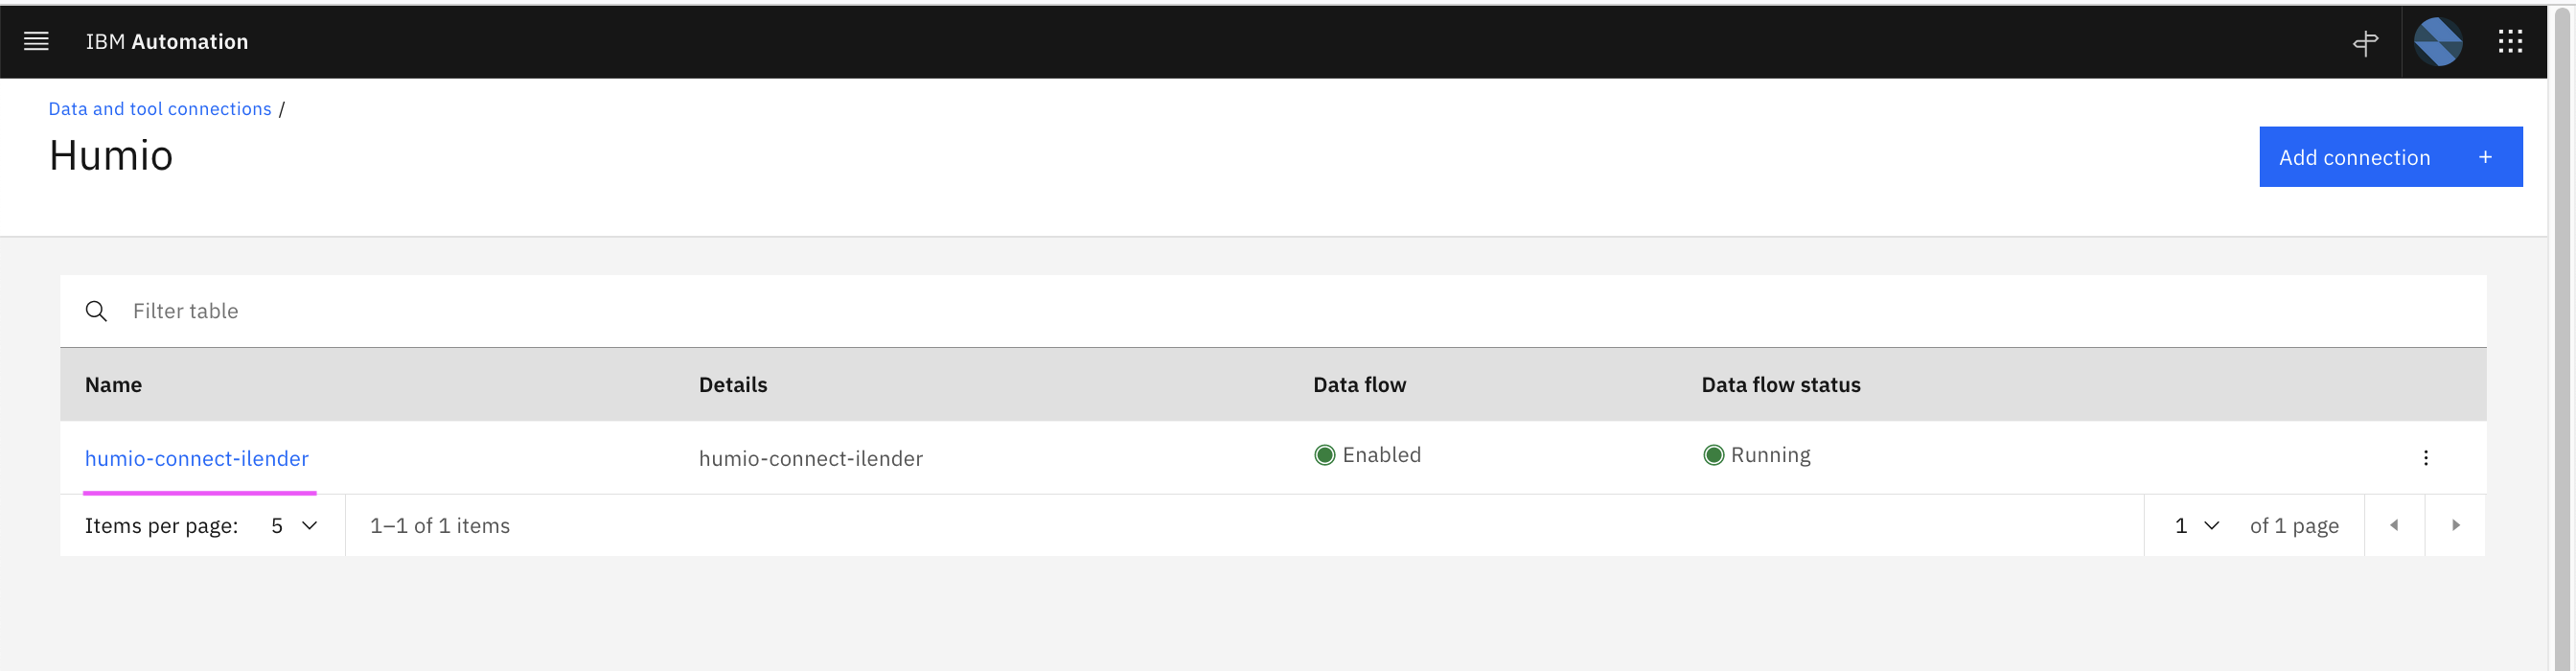 IBM Automation
Data and tool connections /
Humio
Add connection +
Filter table
Name Details Data flow Data flow status
humio-connect-ilender humio-connect-ilender Enabled Running
Items per page: 5 1–1 of 1 items 1 of 1 page